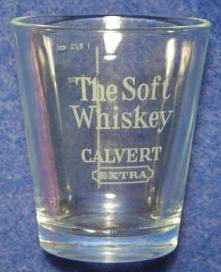 The Soft
Whiskey
CALVERT
EXTRA